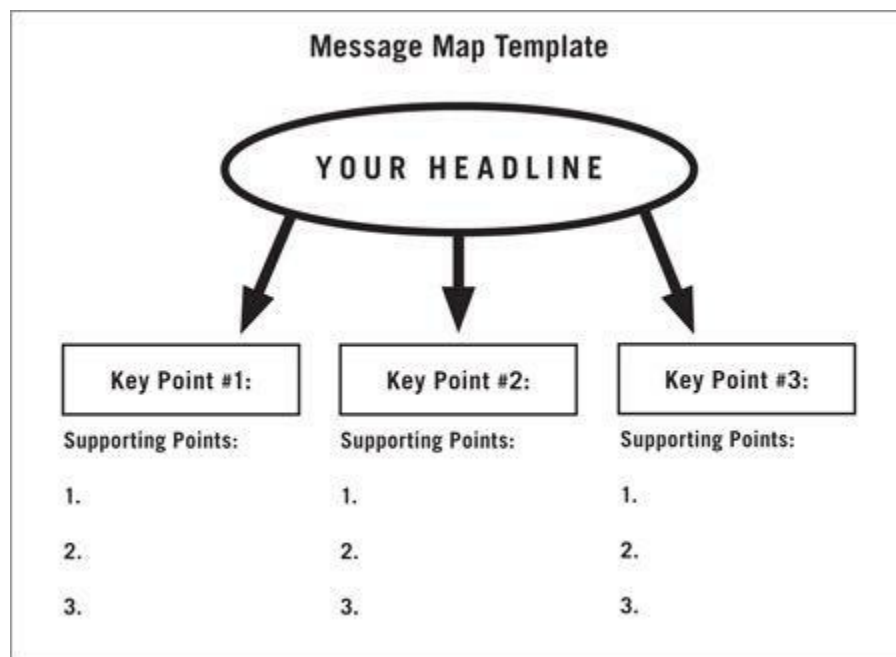 Message Map Template
YOUR HEADLINE
Key Point #1:
Supporting Points:
1.
2.
3.
Key Point #2:
Supporting Points:
1.
2.
3.
Key Point #3:
Supporting Points:
1.
2.
3.